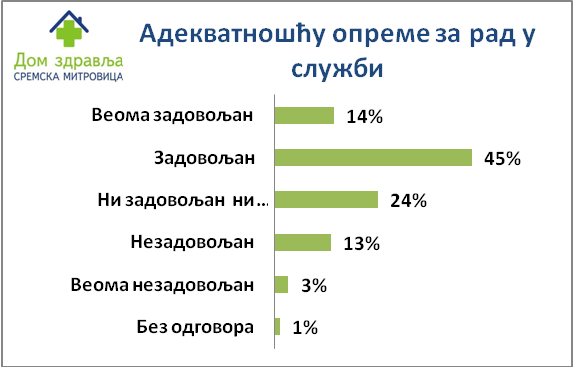 Дом здравља
СРЕМСКА МИТРОВИЦА
Адекватношћу опреме за рад у
служби
Веома задовољан 14%
Задовољан 45%
Ни задовољан ни ... 24%
Незадовољан 13%
Веома незадовољан 3%
Без одговора 1%